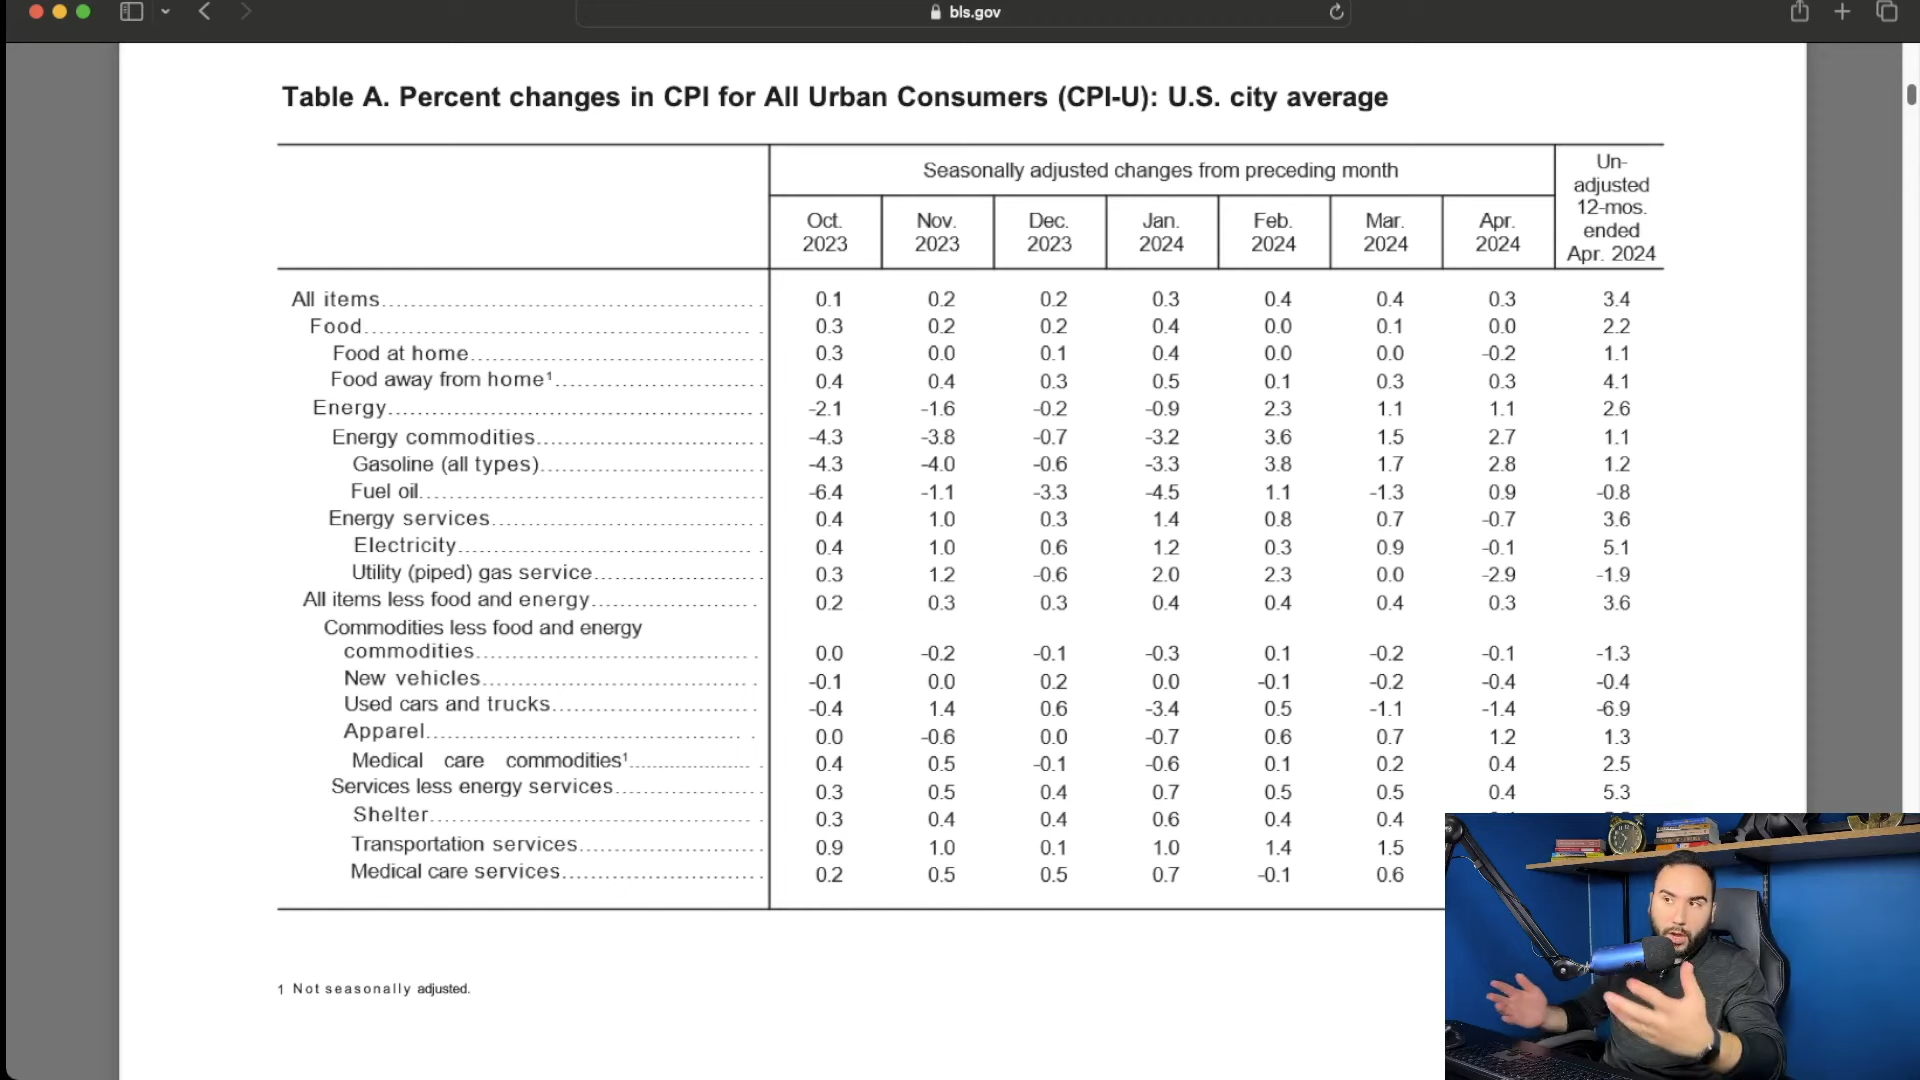 bls.gov
Table A. Percent changes in CPI for All Urban Consumers (CPI-U): U.S. city average
Seasonally adjusted changes from preceding month
Un-
adjusted
12-mos.
ended
Apr. 2024
Oct. 2023 Nov. 2023 Dec. 2023 Jan. 2024 Feb. 2024 Mar. 2024 Apr. 2024
All items 0.1 0.2 0.2 0.3 0.4 0.4 0.3 3.4
Food 0.3 0.2 0.2 0.4 0.0 0.1 0.0 2.2
Food at home 0.3 0.0 0.1 0.4 0.0 0.0 -0.2 1.1
Food away from home¹ 0.4 0.4 0.3 0.5 0.1 0.3 0.3 4.1
Energy -2.1 -1.6 -0.2 -0.9 2.3 1.1 1.1 2.6
Energy commodities -4.3 -3.8 -0.7 -3.2 3.6 1.5 2.7 1.1
Gasoline (all types) -4.3 -4.0 -0.6 -3.3 3.8 1.7 2.8 1.2
Fuel oil -6.4 -1.1 -3.3 -4.5 1.1 -1.3 0.9 -0.8
Energy services 0.4 1.0 0.3 1.4 0.8 0.7 -0.7 3.6
Electricity 0.4 1.0 0.6 1.2 0.3 0.9 -0.1 5.1
Utility (piped) gas service 0.3 1.2 -0.6 2.0 2.3 0.0 -2.9 -1.9
All items less food and energy 0.2 0.3 0.3 0.4 0.4 0.4 0.3 3.6
Commodities less food and energy
commodities 0.0 -0.2 -0.1 -0.3 0.1 -0.2 -0.1 -1.3
New vehicles -0.1 0.0 0.2 0.0 -0.1 -0.2 -0.4 -0.4
Used cars and trucks -0.4 1.4 0.6 -3.4 0.5 -1.1 -1.4 -6.9
Apparel 0.0 -0.6 0.0 -0.7 0.6 0.7 1.2 1.3
Medical care commodities¹ 0.4 0.5 -0.1 -0.6 0.1 0.2 0.4 2.5
Services less energy services 0.3 0.5 0.4 0.7 0.5 0.5 0.4 5.3
Shelter 0.3 0.4 0.4 0.6 0.4 0.4
Transportation services 0.9 1.0 0.1 1.0 1.4 1.5
Medical care services 0.2 0.5 0.5 0.7 -0.1 0.6
1 Not seasonally adjusted.